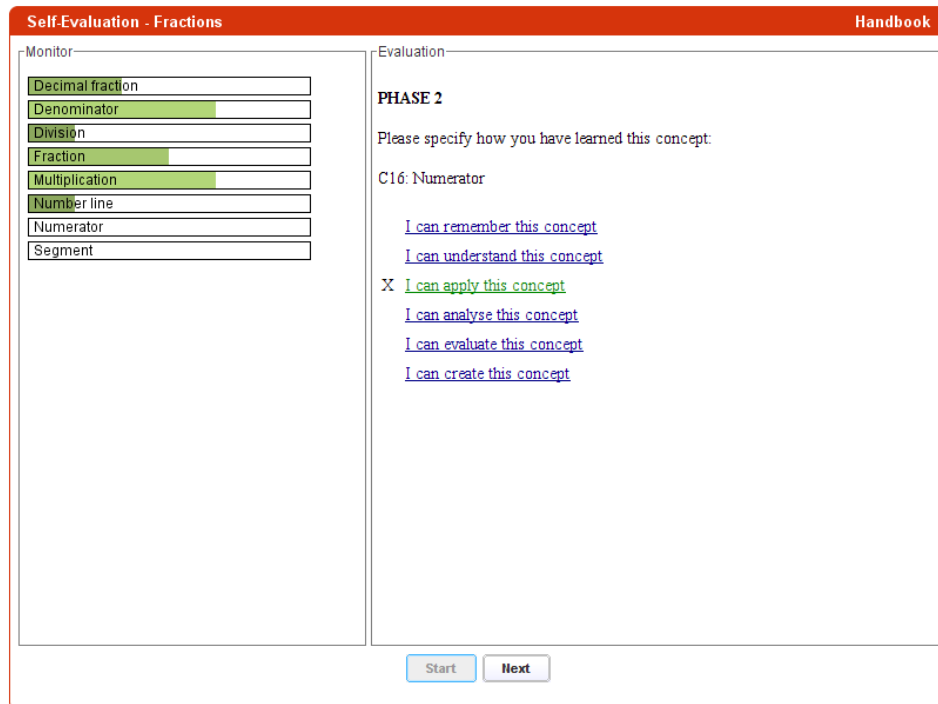 Self-Evaluation - Fractions
Handbook
Monitor
Decimal fraction
Denominator
Division
Fraction
Multiplication
Number line
Numerator
Segment
Evaluation
PHASE 2
Please specify how you have learned this concept:
C16: Numerator
I can remember this concept
I can understand this concept
X I can apply this concept
I can analyse this concept
I can evaluate this concept
I can create this concept
Start
Next